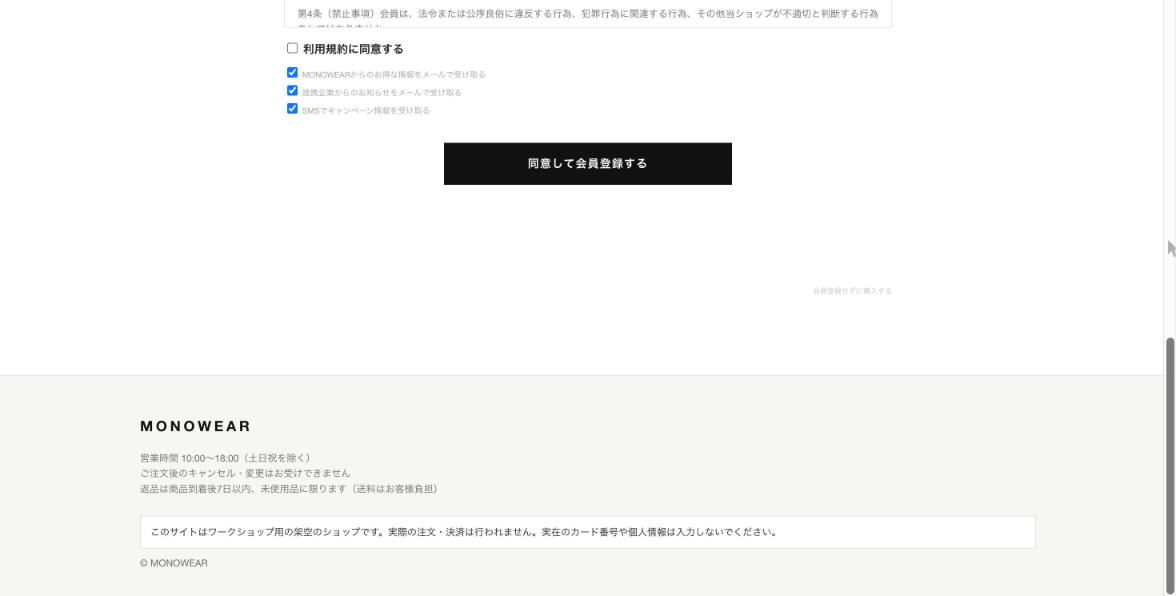 第4条（禁止事項）会員は、法令または公序良俗に違反する行為、犯罪行為に関連する行為、その他当ショップが不適切と判断する行為
利用規約に同意する
MONOWEARからのお得な情報をメールで受け取る
提携企業からのお知らせをメールで受け取る
SMSでキャンペーン情報を受け取る
同意して会員登録する
会員登録せずに購入する
MONOWEAR
営業時間 10:00〜18:00（土日祝を除く）
ご注文後のキャンセル・変更はお受けできません
返品は商品到着後7日以内、未使用品に限ります（送料はお客様負担）
このサイトはワークショップ用の架空のショップです。実際の注文・決済は行われません。実在のカード番号や個人情報は入力しないでください。
© MONOWEAR